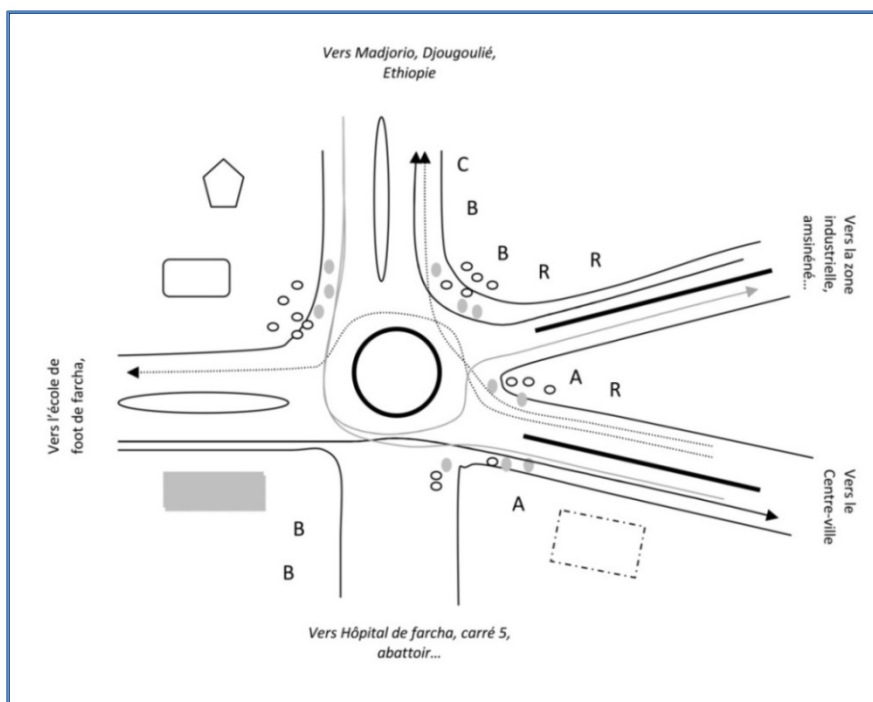 Vers Madjorio, Djougoulié,
Ethiopie
C
B
B
R
R
Vers la zone
industrielle,
amsinéné...
A
R
Vers l'école de
foot de farcha,
Vers le
Centre-ville
A
B
B
Vers Hôpital de farcha, carré 5,
abattoir...